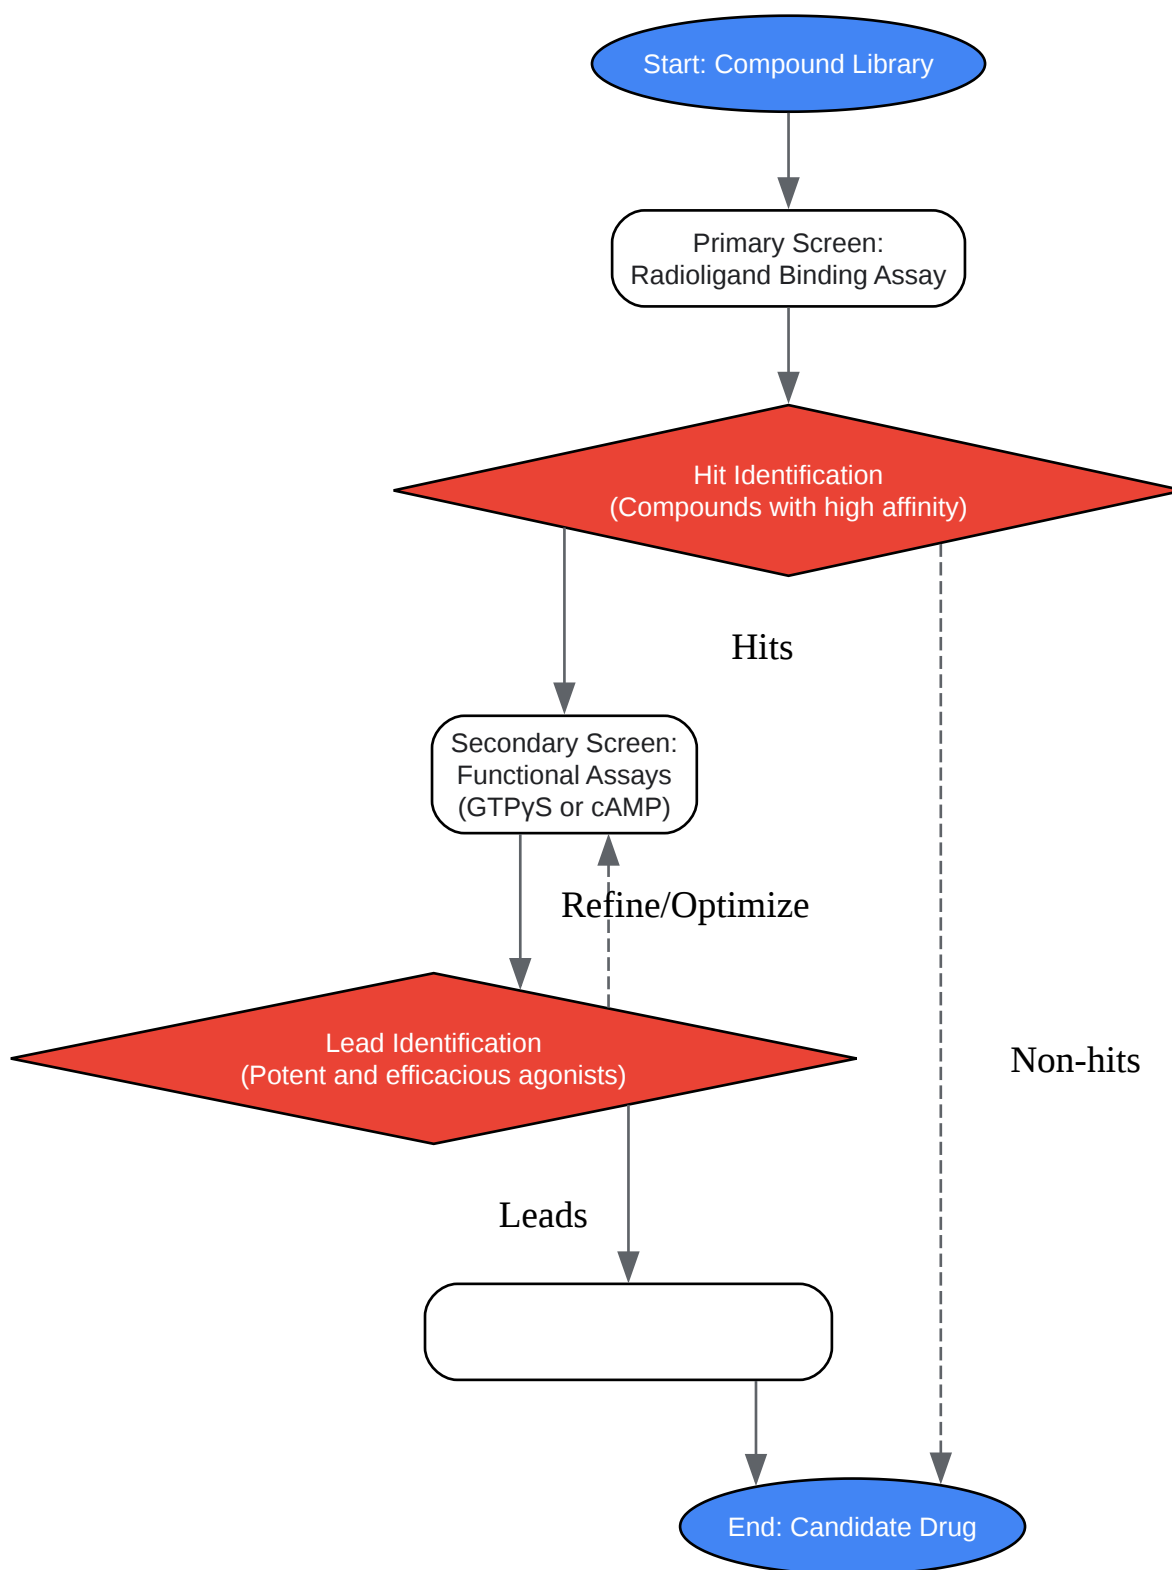 Start: Compound Library
Primary Screen:
Radioligand Binding Assay
Hit Identification
(Compounds with high affinity)
Hits
Secondary Screen:
Functional Assays
(GTPγS or cAMP)
Refine/Optimize
Lead Identification
(Potent and efficacious agonists)
Non-hits
Leads
End: Candidate Drug